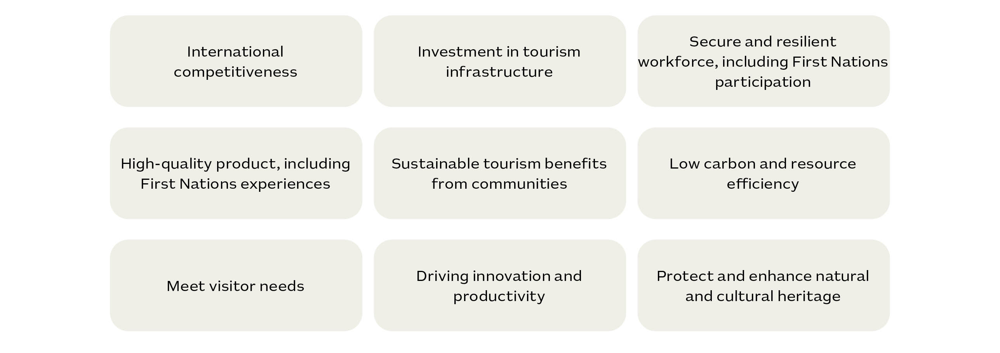 International
competitiveness
Investment in tourism
infrastructure
Secure and resilient
workforce, including First Nations
participation
High-quality product, including
First Nations experiences
Sustainable tourism benefits
from communities
Low carbon and resource
efficiency
Meet visitor needs
Driving innovation and
productivity
Protect and enhance natural
and cultural heritage